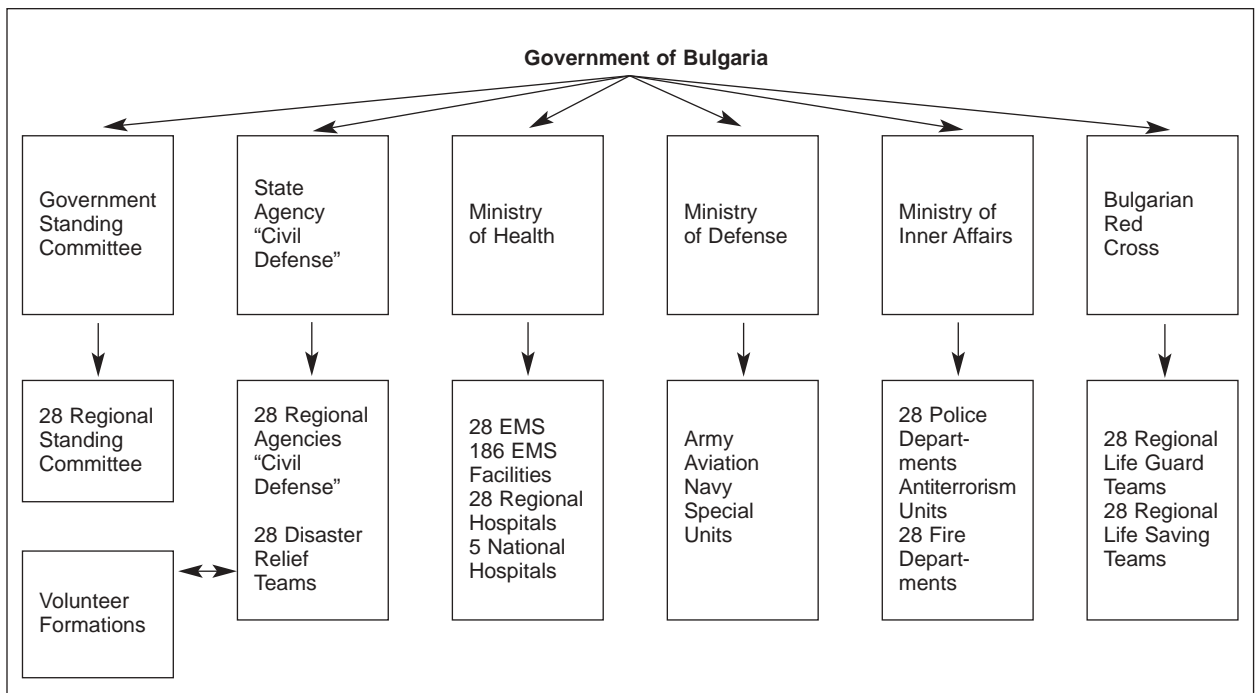 Government of Bulgaria
Government
Standing
Committee
State
Agency
“Civil
Defense”
Ministry
of Health
Ministry
of Defense
Ministry of
Inner Affairs
Bulgarian
Red
Cross
28 Regional
Standing
Committee
28 Regional
Agencies
“Civil
Defense”
28 Disaster
Relief
Teams
28 EMS
186 EMS
Facilities
28 Regional
Hospitals
5 National
Hospitals
Army
Aviation
Navy
Special
Units
28 Police
Depart-
ments
Antiterrorism
Units
28 Fire
Depart-
ments
28 Regional
Life Guard
Teams
28 Regional
Life Saving
Teams
Volunteer
Formations